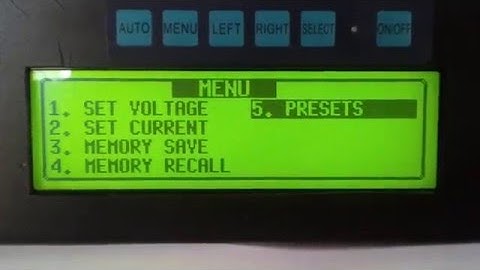 AUTO MENU LEFT RIGHT SELECT ON/OFF
MENU
1. SET VOLTAGE
2. SET CURRENT
3. MEMORY SAVE
4. MEMORY RECALL
5. PRESETS